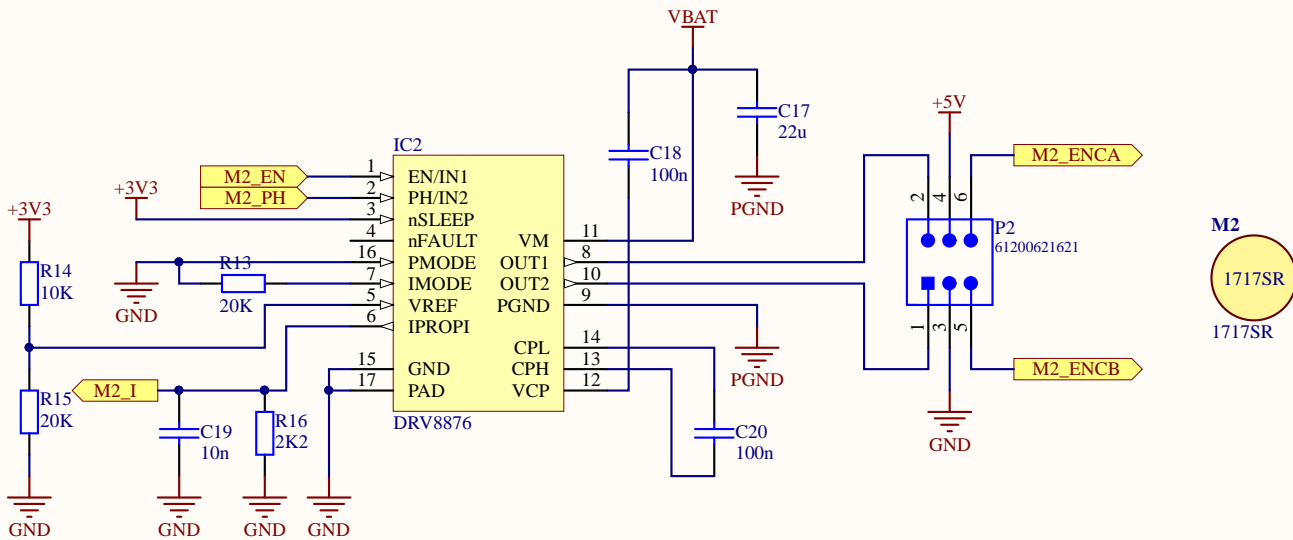 VBAT
C17
22u
C18
100n
PGND
IC2
M2_EN
1
EN/IN1
M2_PH
2
PH/IN2
+3V3
3
nSLEEP
4
nFAULT
16
PMODE
R13
20K
7
IMODE
5
VREF
6
IPROPI
15
GND
17
PAD
VM
11
OUT1
8
OUT2
10
PGND
9
CPL
14
CPH
13
VCP
12
DRV8876
GND
+3V3
R14
10K
R15
20K
GND
M2_I
C19
10n
GND
R16
2K2
GND
GND
PGND
C20
100n
+5V
M2_ENCA
2
4
6
P2
61200621621
1
3
5
M2_ENCB
GND
M2
1717SR
1717SR